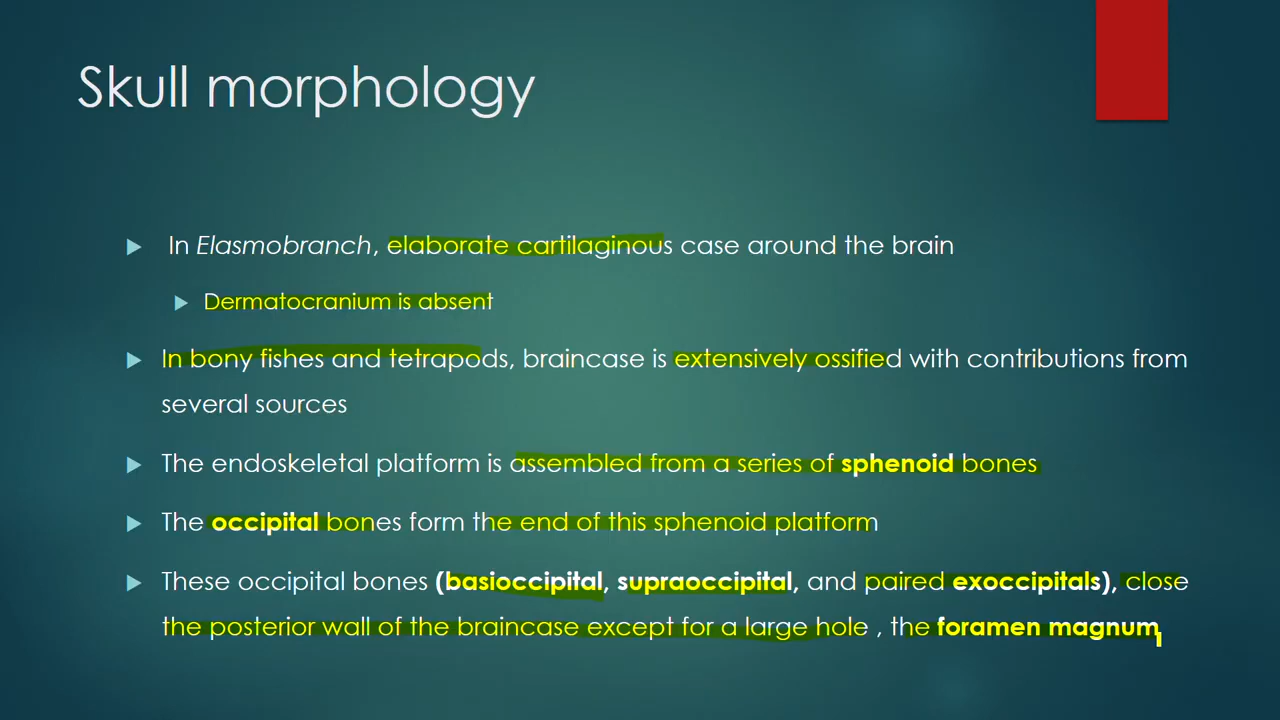 Skull morphology
In Elasmobranch, elaborate cartilaginous case around the brain
Dermatocranium is absent
In bony fishes and tetrapods, braincase is extensively ossified with contributions from
several sources
The endoskeletal platform is assembled from a series of sphenoid bones
The occipital bones form the end of this sphenoid platform
These occipital bones (basioccipital, supraoccipital, and paired exoccipitals), close
the posterior wall of the braincase except for a large hole , the foramen magnum